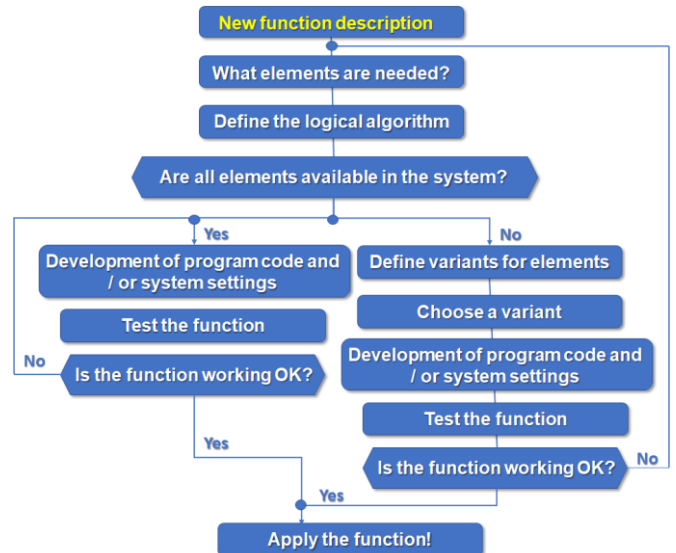 New function description
What elements are needed?
Define the logical algorithm
Are all elements available in the system?
Yes
No
Development of program code and
/ or system settings
Define variants for elements
Test the function
Choose a variant
No
Is the function working OK?
Development of program code and
/ or system settings
Test the function
Yes
Is the function working OK?
No
Yes
Apply the function!